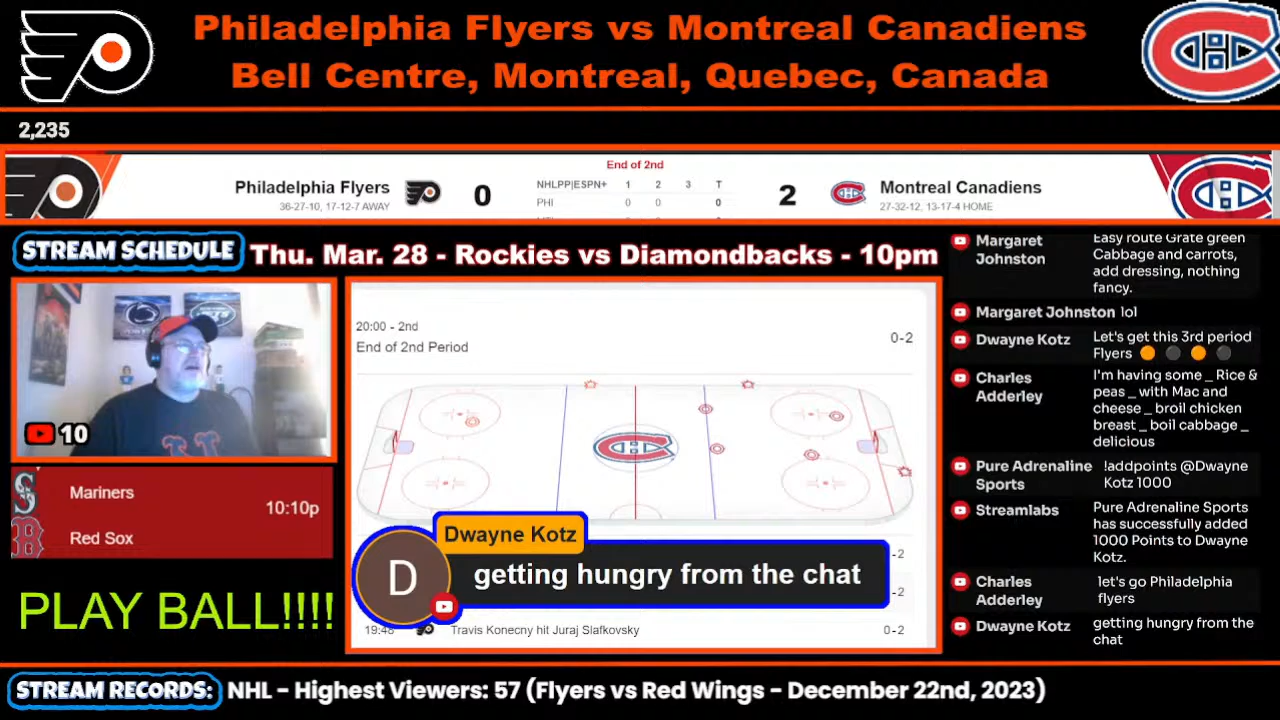 Philadelphia Flyers vs Montreal Canadiens
Bell Centre, Montreal, Quebec, Canada
2,235
End of 2nd
Philadelphia Flyers
36-27-10, 17-12-7 AWAY
0
NHLPP|ESPN+ 1 2 3 T
PHI 0 0 0
2
Montreal Canadiens
27-32-12, 13-17-4 HOME
STREAM SCHEDULE
Thu. Mar. 28 - Rockies vs Diamondbacks - 10pm
10
Mariners
Red Sox
10:10p
PLAY BALL!!!!
20:00 - 2nd
End of 2nd Period
0-2
Dwayne Kotz
D
getting hungry from the chat
-2
-2
19:48 Travis Konecny hit Juraj Slafkovsky 0-2
Margaret Johnston
Easy route Grate green
Cabbage and carrots,
add dressing, nothing
fancy.
Margaret Johnston lol
Dwayne Kotz
Let's get this 3rd period
Flyers
Charles Adderley
I'm having some _ Rice &
peas _ with Mac and
cheese _ broil chicken
breast _ boil cabbage _
delicious
Pure Adrenaline Sports
!addpoints @Dwayne
Kotz 1000
Streamlabs
Pure Adrenaline Sports
has successfully added
1000 Points to Dwayne
Kotz.
Charles Adderley
let's go Philadelphia
flyers
Dwayne Kotz
getting hungry from the
chat
STREAM RECORDS:
NHL - Highest Viewers: 57 (Flyers vs Red Wings - December 22nd, 2023)